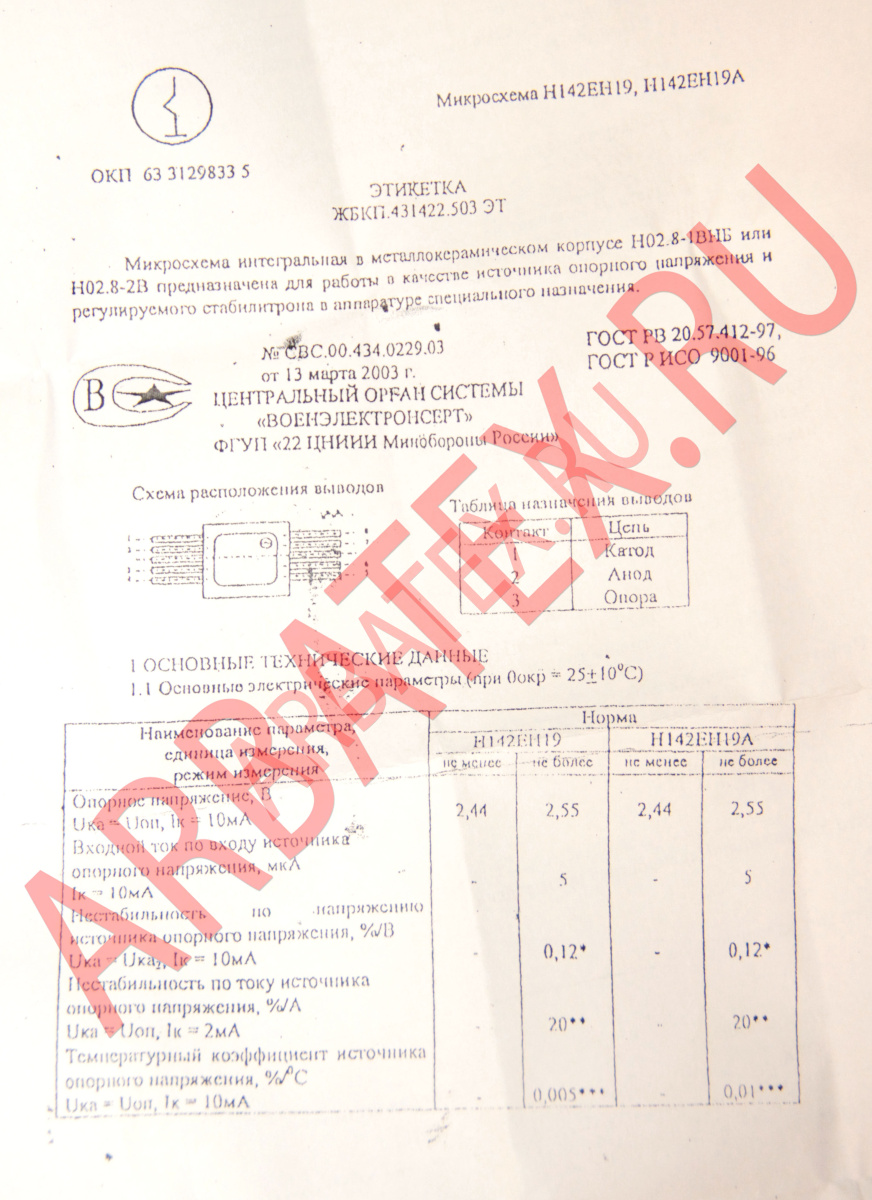 Микросхема Н142ЕН19, Н142ЕН19А
ОКП 63 3129833 5
ЭТИКЕТКА
ЖБКП.431422.503 ЭТ
Микросхема интегральная в металлокерамическом корпусе Н02.8-1ВНБ или
Н02.8-2В предназначена для работы в качестве источника опорного напряжения и
регулируемого стабилитрона в аппаратуре специального назначения.
№ СВС.00.434.0229.03
от 13 марта 2003 г.
ГОСТ РВ 20.57.412-97,
ГОСТ Р ИСО 9001-96
В
ЦЕНТРАЛЬНЫЙ ОРГАН СИСТЕМЫ
«ВОЕНЭЛЕКТРОНСЕРТ»
ФГУП «22 ЦНИИИ Минобороны России»
Схема расположения выводов
Таблица назначения выводов
Контакт Цепь
1 Катод
2 Анод
3 Опора
1 ОСНОВНЫЕ ТЕХНИЧЕСКИЕ ДАННЫЕ
1.1 Основные электрические параметры (при Θокр = 25±10°С)
Наименование параметра,
единица измерения,
режим измерения
Норма
Н142ЕН19 Н142ЕН19А
не менее не более не менее не более
Опорное напряжение, В
Uка = Uоп, Iк = 10мА
2,44 2,55 2,44 2,55
Входной ток по входу источника
опорного напряжения, мкА
Iк = 10мА
- 5 - 5
Нестабильность по напряжению
источника опорного напряжения, %/В
Uка = Uка₂, Iк = 10мА
- 0,12* - 0,12*
Нестабильность по току источника
опорного напряжения, %/А
Uка = Uоп, Iк = 2мА
- 20** - 20**
Температурный коэффициент источника
опорного напряжения, %/°С
Uка = Uоп, Iк = 10мА
- 0,005*** - 0,01***
ARBATEX.RU
ARBATEX.RU